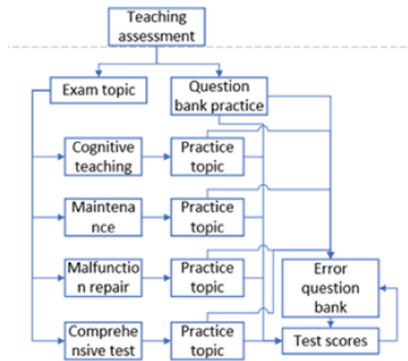 Teaching
assessment
Exam topic
Question
bank practice
Cognitive
teaching
Practice
topic
Maintena
nce
Practice
topic
Malfunctio
n repair
Practice
topic
Error
question
bank
Comprehe
nsive test
Practice
topic
Test scores